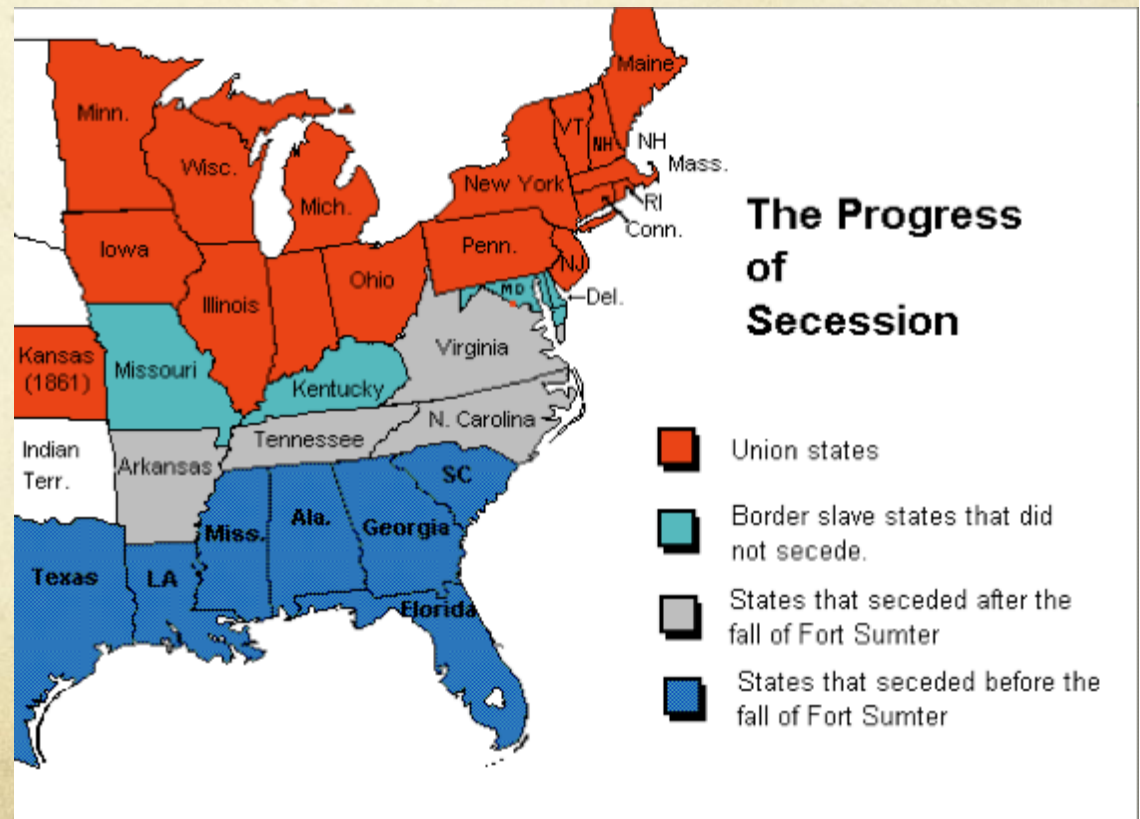 Maine
Minn.
VT
NH
NH
Mass.
Wisc.
New York
RI
Mich.
Conn.
The Progress
of
Secession
Iowa
Penn.
NJ
Ohio
Illinois
MD
Del.
Virginia
Kansas
(1861)
Missouri
Kentucky
N. Carolina
Tennessee
Indian
Terr.
Arkansas
SC
Ala.
Miss.
Georgia
Texas
LA
Florida
Union states
Border slave states that did
not secede.
States that seceded after the
fall of Fort Sumter
States that seceded before the
fall of Fort Sumter